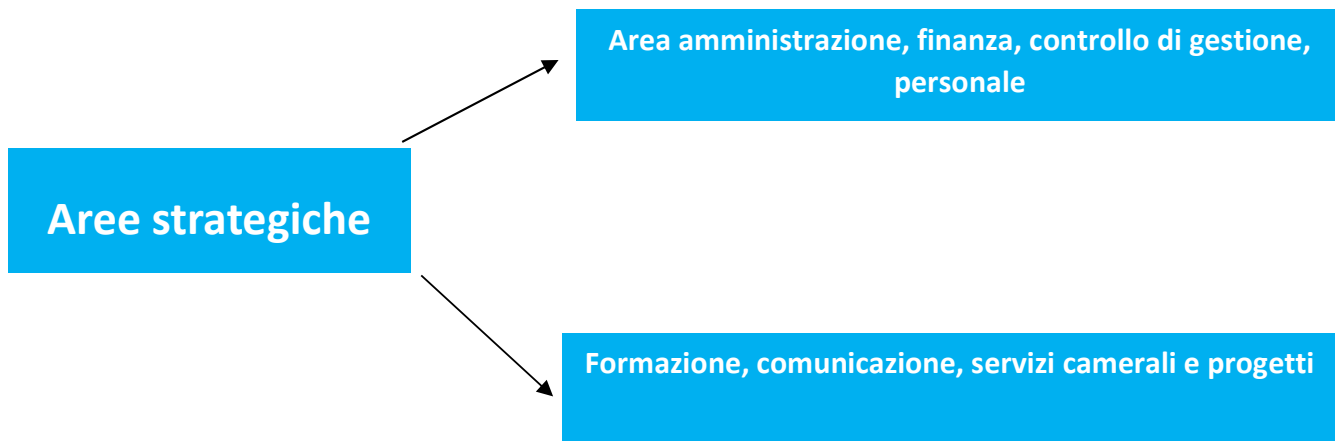 Area amministrazione, finanza, controllo di gestione,
personale
Aree strategiche
Formazione, comunicazione, servizi camerali e progetti